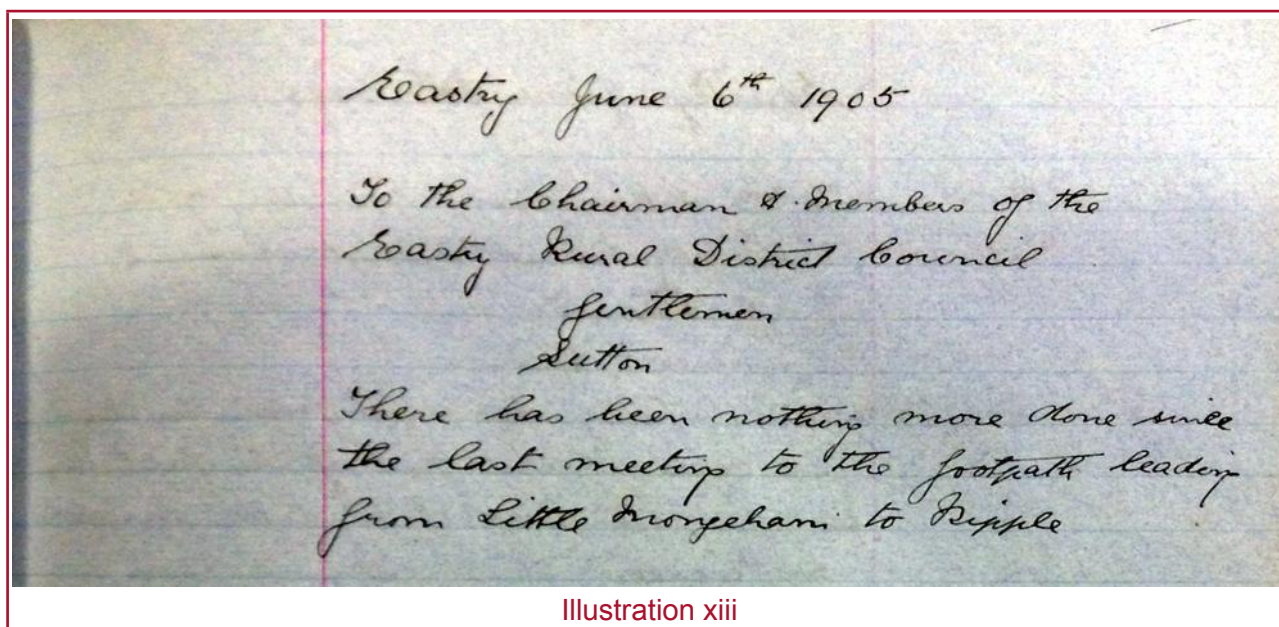 Eastry June 6th 1905
To the Chairman & Members of the
Eastry Rural District Council
Gentlemen
Sutton
There has been nothing more done since
the last meeting to the footpath leading
from Little Mongeham to Ripple
Illustration xiii